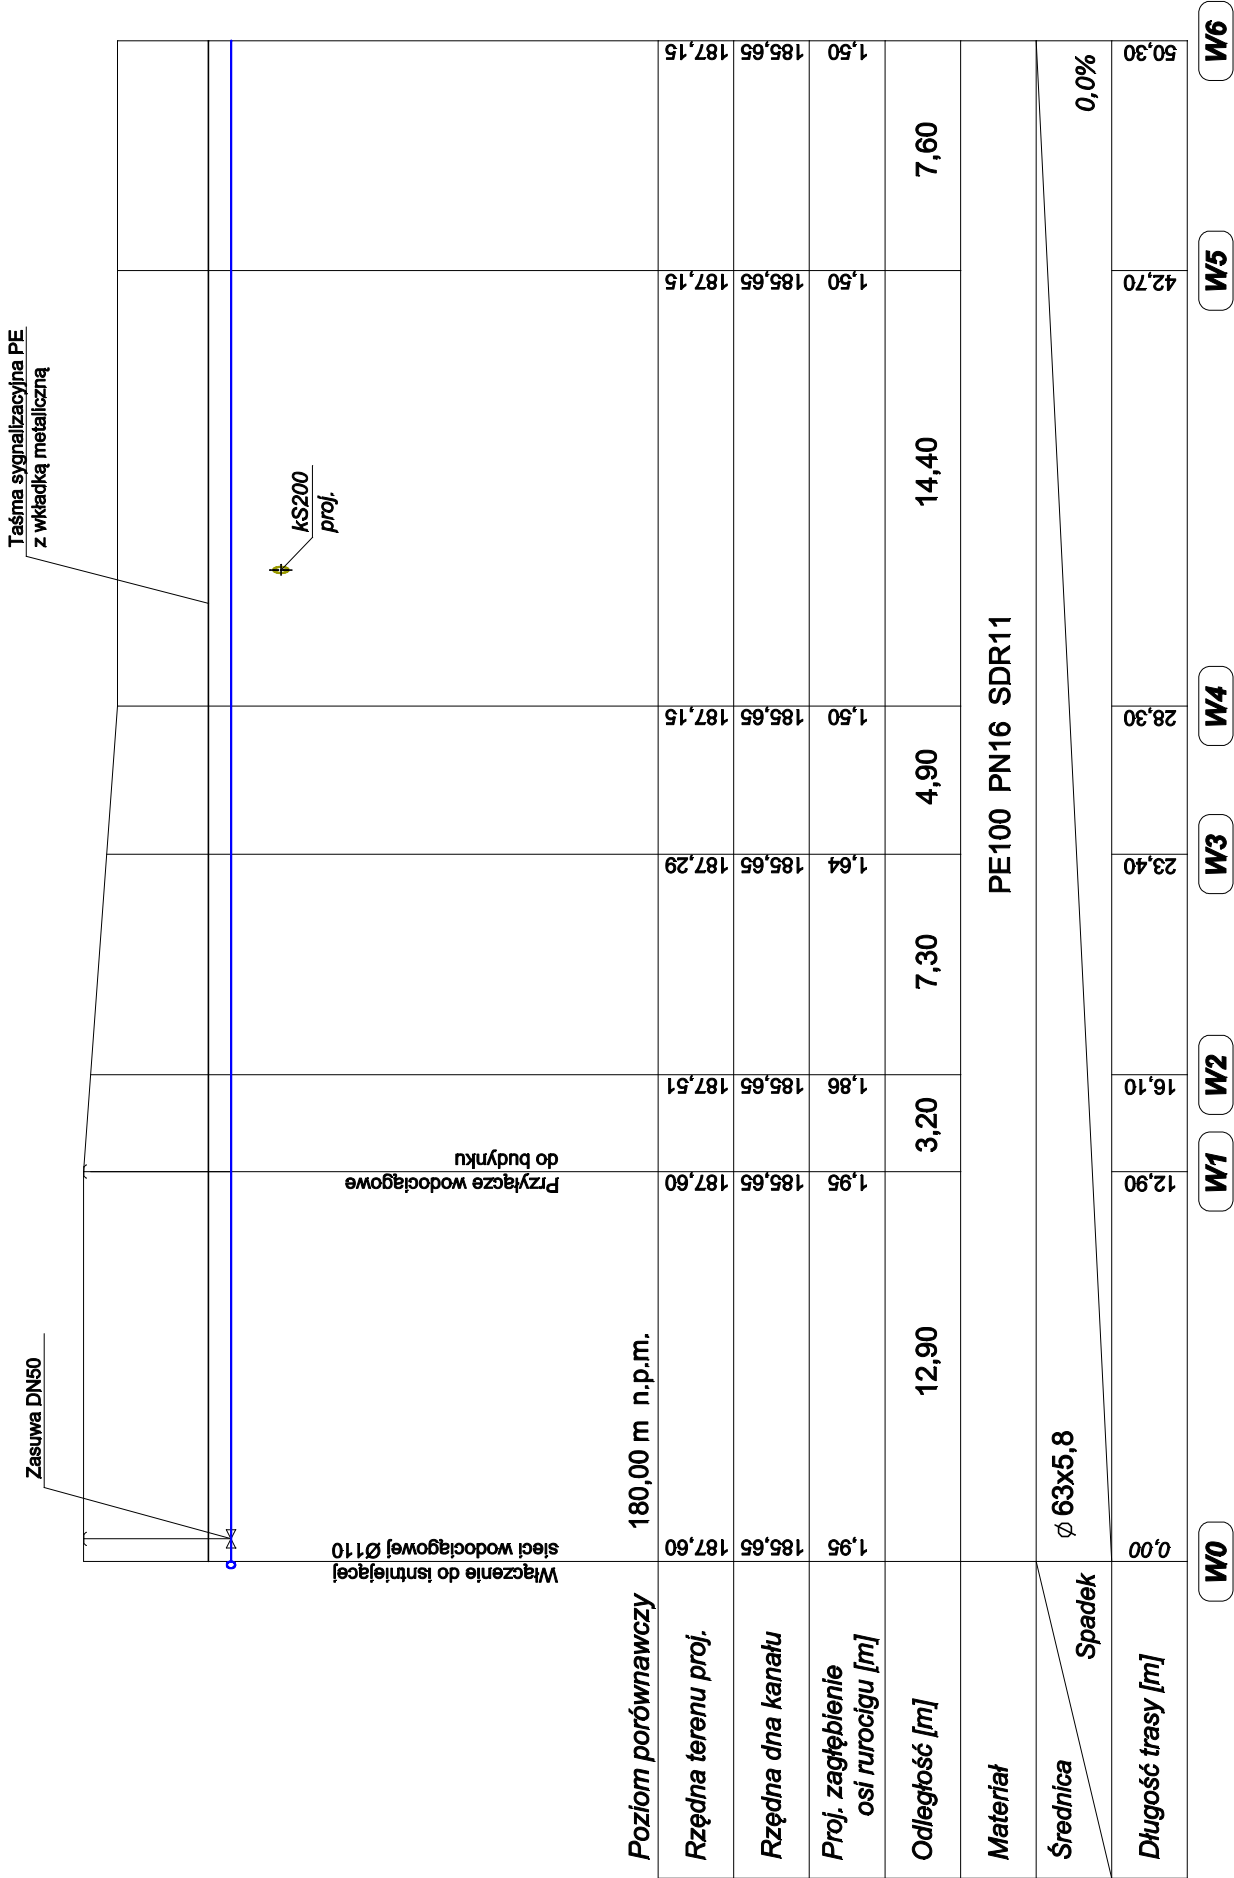 Taśma sygnalizacyjna PE
z wkładką metaliczną
Zasuwa DN50
kS200
proj.
Włączenie do isntniejącej
sieci wodociągowej Ø110
Przyłącze wodociągowe
do budynku
Poziom porównawczy 180,00 m n.p.m.
Rzędna terenu proj. 187,60 187,60 187,51 187,29 187,15 187,15 187,15
Rzędna dna kanału 185,65 185,65 185,65 185,65 185,65 185,65 185,65
Proj. zagłębienie
osi rurocigu [m] 1,95 1,95 1,86 1,64 1,50 1,50 1,50
Odległość [m] 12,90 3,20 7,30 4,90 14,40 7,60
Materiał PE100 PN16 SDR11
Średnica ø 63x5,8
Spadek 0,0%
Długość trasy [m] 0,00 12,90 16,10 23,40 28,30 42,70 50,30
W0 W1 W2 W3 W4 W5 W6